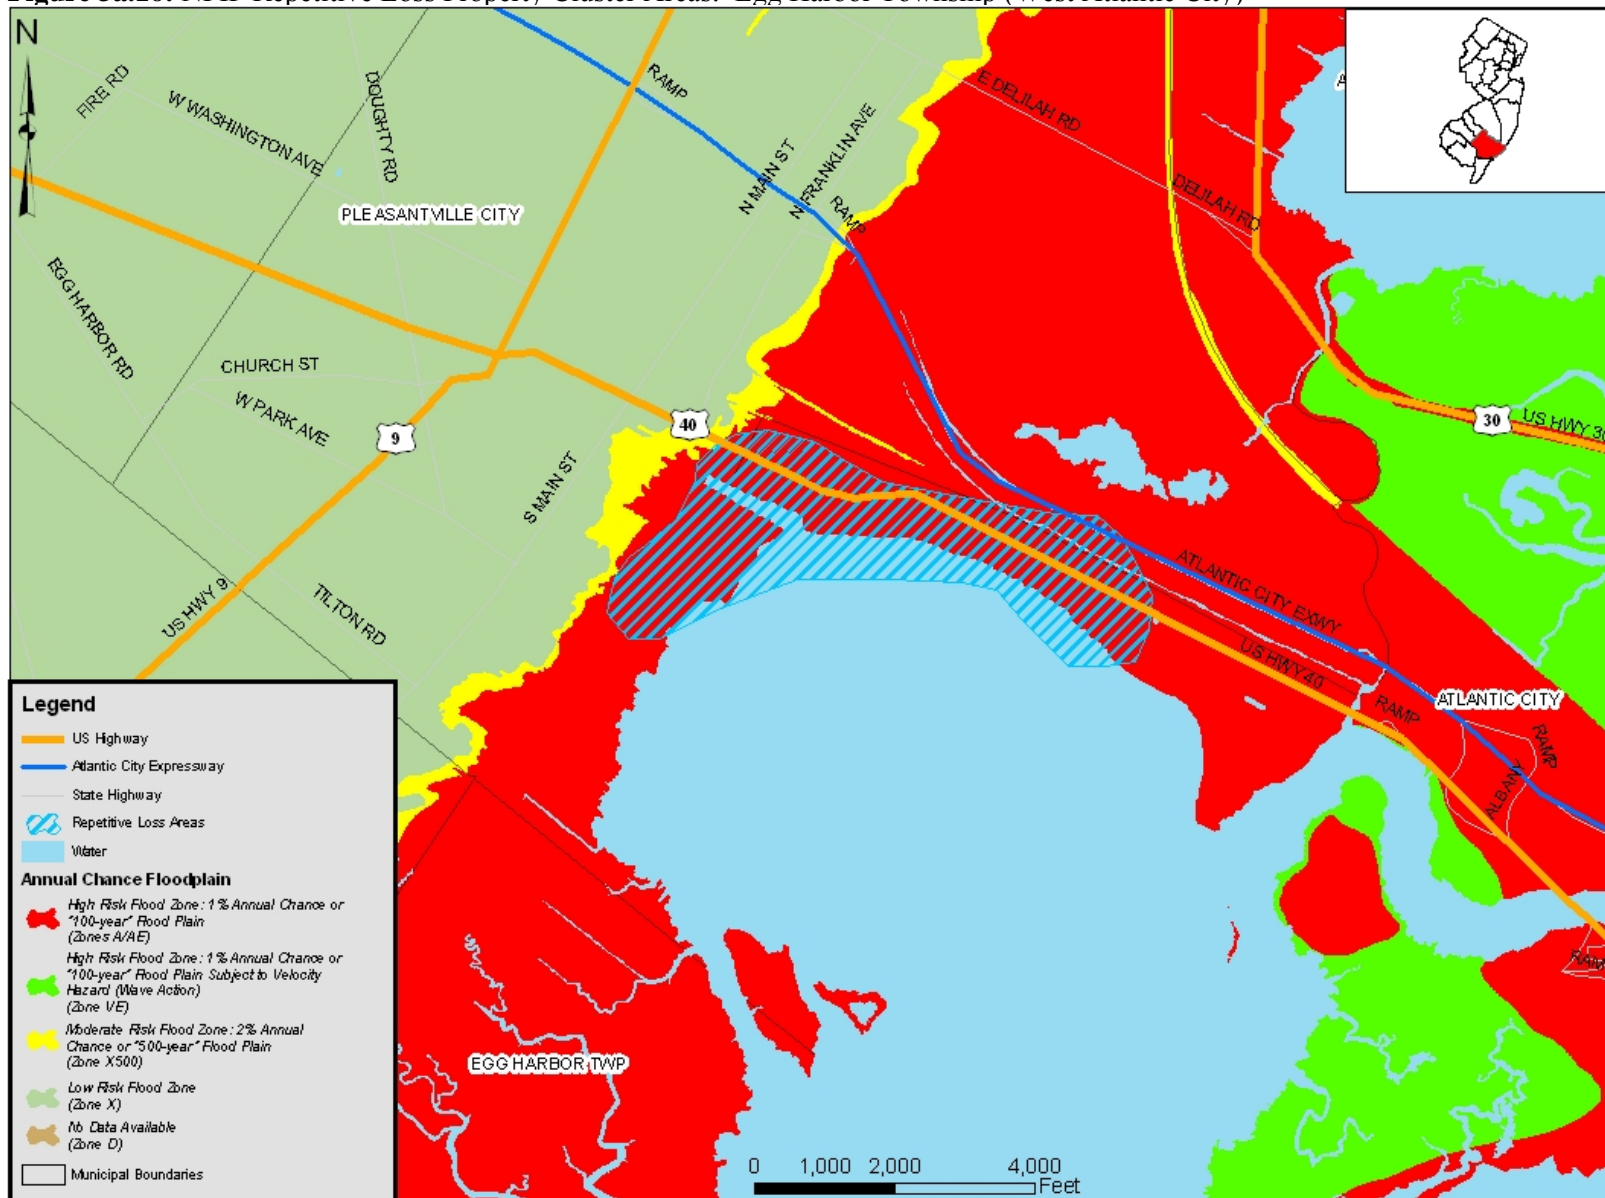 N
FIRE RD
W WASHINGTON AVE
DOUGHTY RD
RAMP
N MAIN ST
N FRANKLIN AVE
RAMP
E DELILAH RD
DELILAH RD
PLEASANTVILLE CITY
EGG HARBOR RD
CHURCH ST
W PARK AVE
9
40
30
US HWY 30
S MAIN ST
US HWY 9
TILTON RD
ATLANTIC CITY EXWY
US HWY 40
RAMP
ATLANTIC CITY
RAMP
ALBANY
EGG HARBOR TWP
Legend
US Highway
Atlantic City Expressway
State Highway
Repetitive Loss Areas
Water
Annual Chance Floodplain
High Risk Flood Zone: 1% Annual Chance or
"100-year" Flood Plain
(Zones A/AE)
High Risk Flood Zone: 1% Annual Chance or
"100-year" Flood Plain Subject to Velocity
Hazard (Wave Action)
(Zone VE)
Moderate Risk Flood Zone: 2% Annual
Chance or "500-year" Flood Plain
(Zone X500)
Low Risk Flood Zone
(Zone X)
No Data Available
(Zone D)
Municipal Boundaries
0 1,000 2,000 4,000
Feet